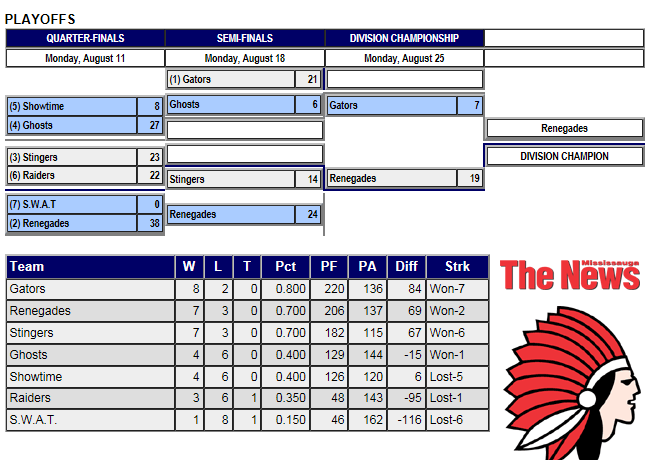 PLAYOFFS
QUARTER-FINALS SEMI-FINALS DIVISION CHAMPIONSHIP
Monday, August 11 Monday, August 18 Monday, August 25
(1) Gators 21
(5) Showtime 8 Ghosts 6 Gators 7
(4) Ghosts 27
Renegades
(3) Stingers 23 DIVISION CHAMPION
(6) Raiders 22 Stingers 14 Renegades 19
(7) S.W.A.T 0
Renegades 24
(2) Renegades 38
Team W L T Pct PF PA Diff Strk
Gators 8 2 0 0.800 220 136 84 Won-7
Renegades 7 3 0 0.700 206 137 69 Won-2
Stingers 7 3 0 0.700 182 115 67 Won-6
Ghosts 4 6 0 0.400 129 144 -15 Won-1
Showtime 4 6 0 0.400 126 120 6 Lost-5
Raiders 3 6 1 0.350 48 143 -95 Lost-1
S.W.A.T. 1 8 1 0.150 46 162 -116 Lost-6
Mississauga
The News